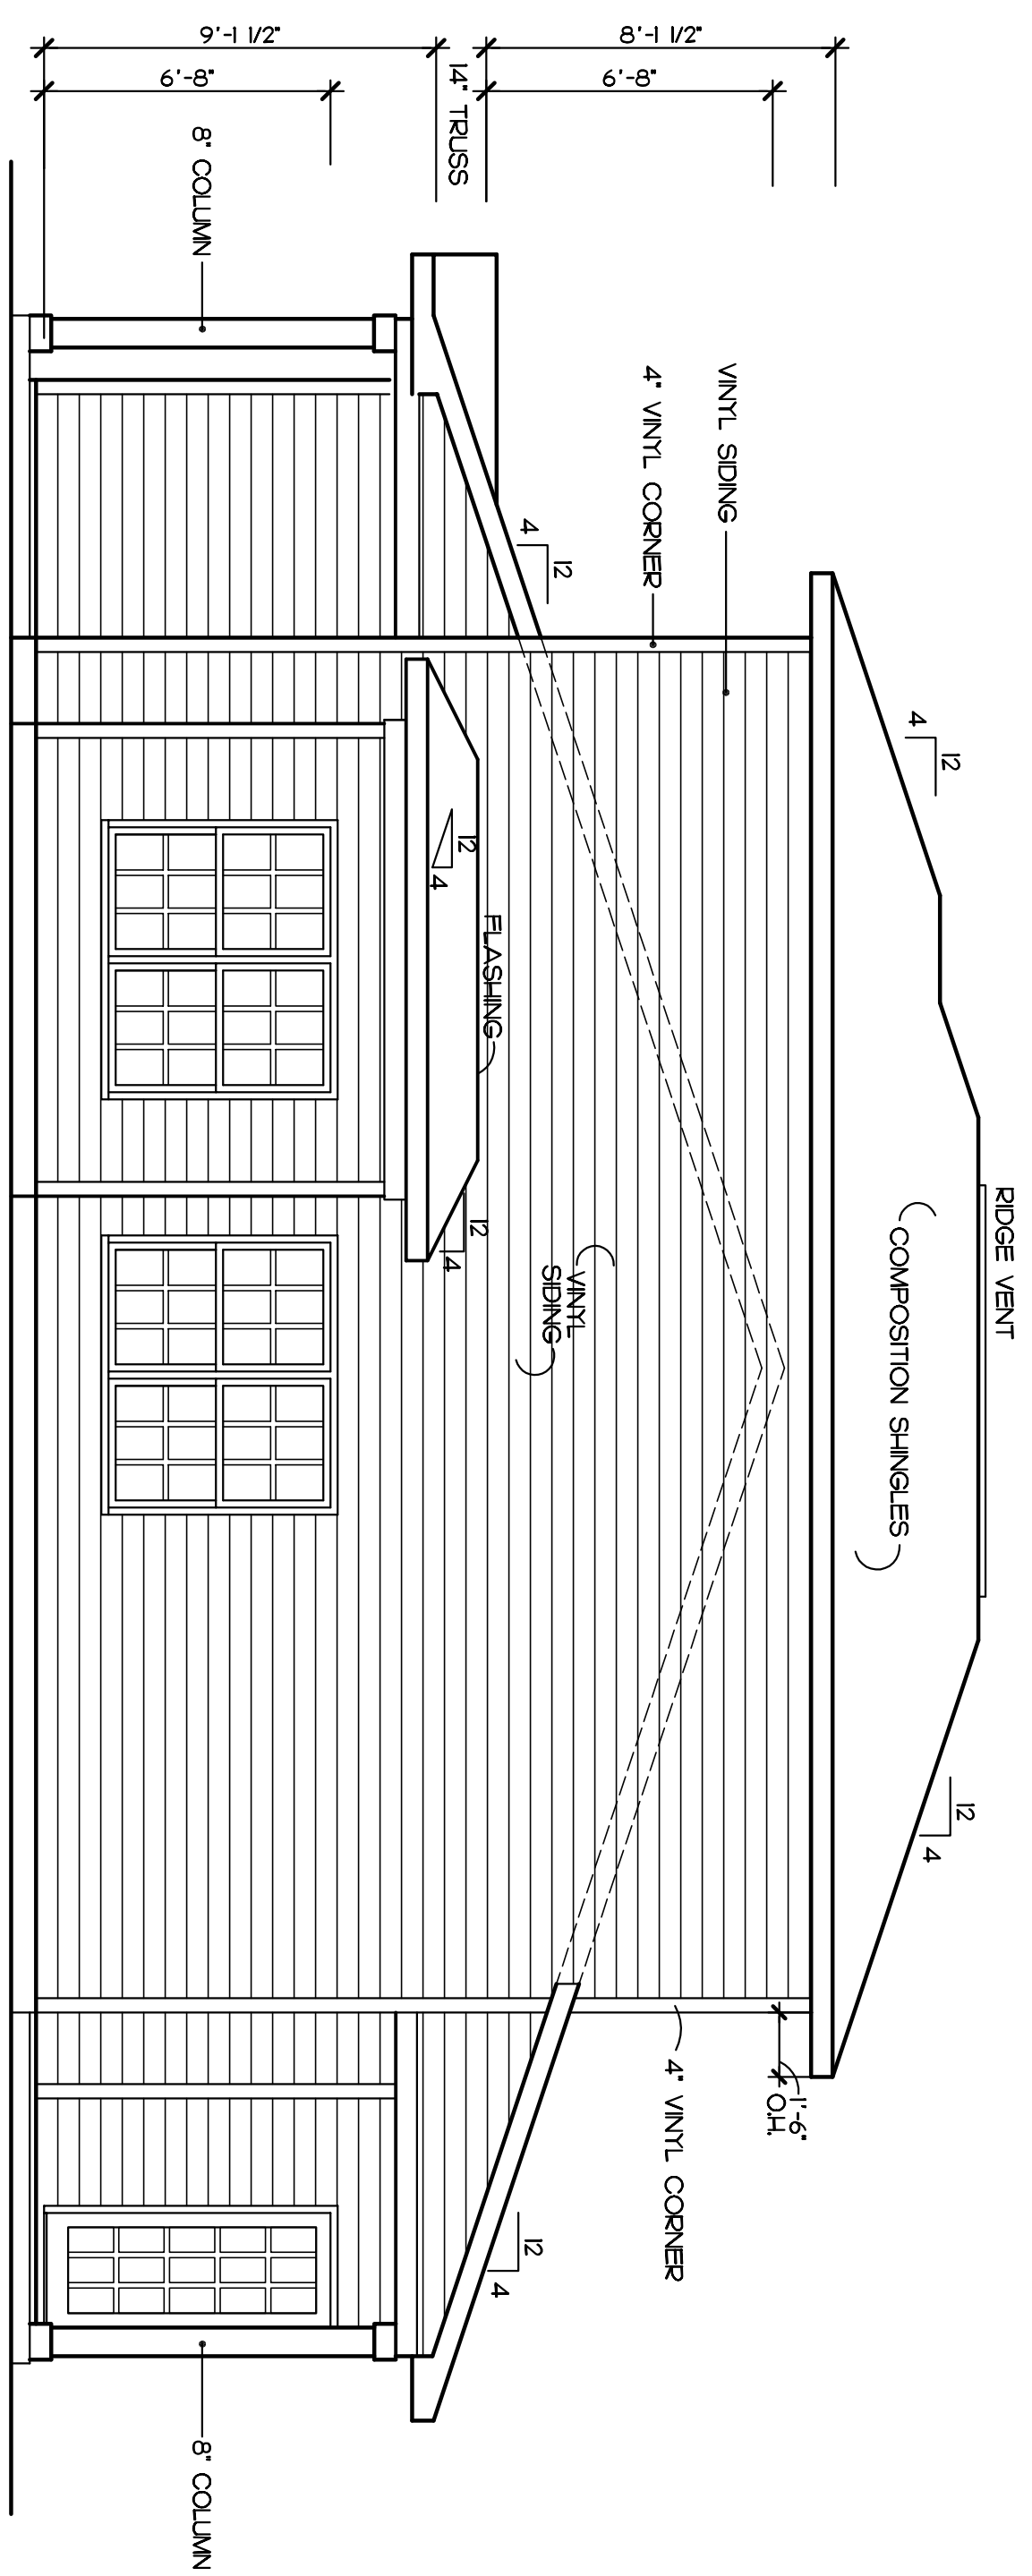 RIDGE VENT
COMPOSITION SHINGLES
12
4
12
4
8'-1 1/2"
6'-8"
VINYL SIDING
4" VINYL CORNER
1'-6"
O.H.
4" VINYL CORNER
12
4
VINYL
SIDING
12
4
14" TRUSS
FLASHING
12
4
12
4
9'-1 1/2"
6'-8"
8" COLUMN
8" COLUMN